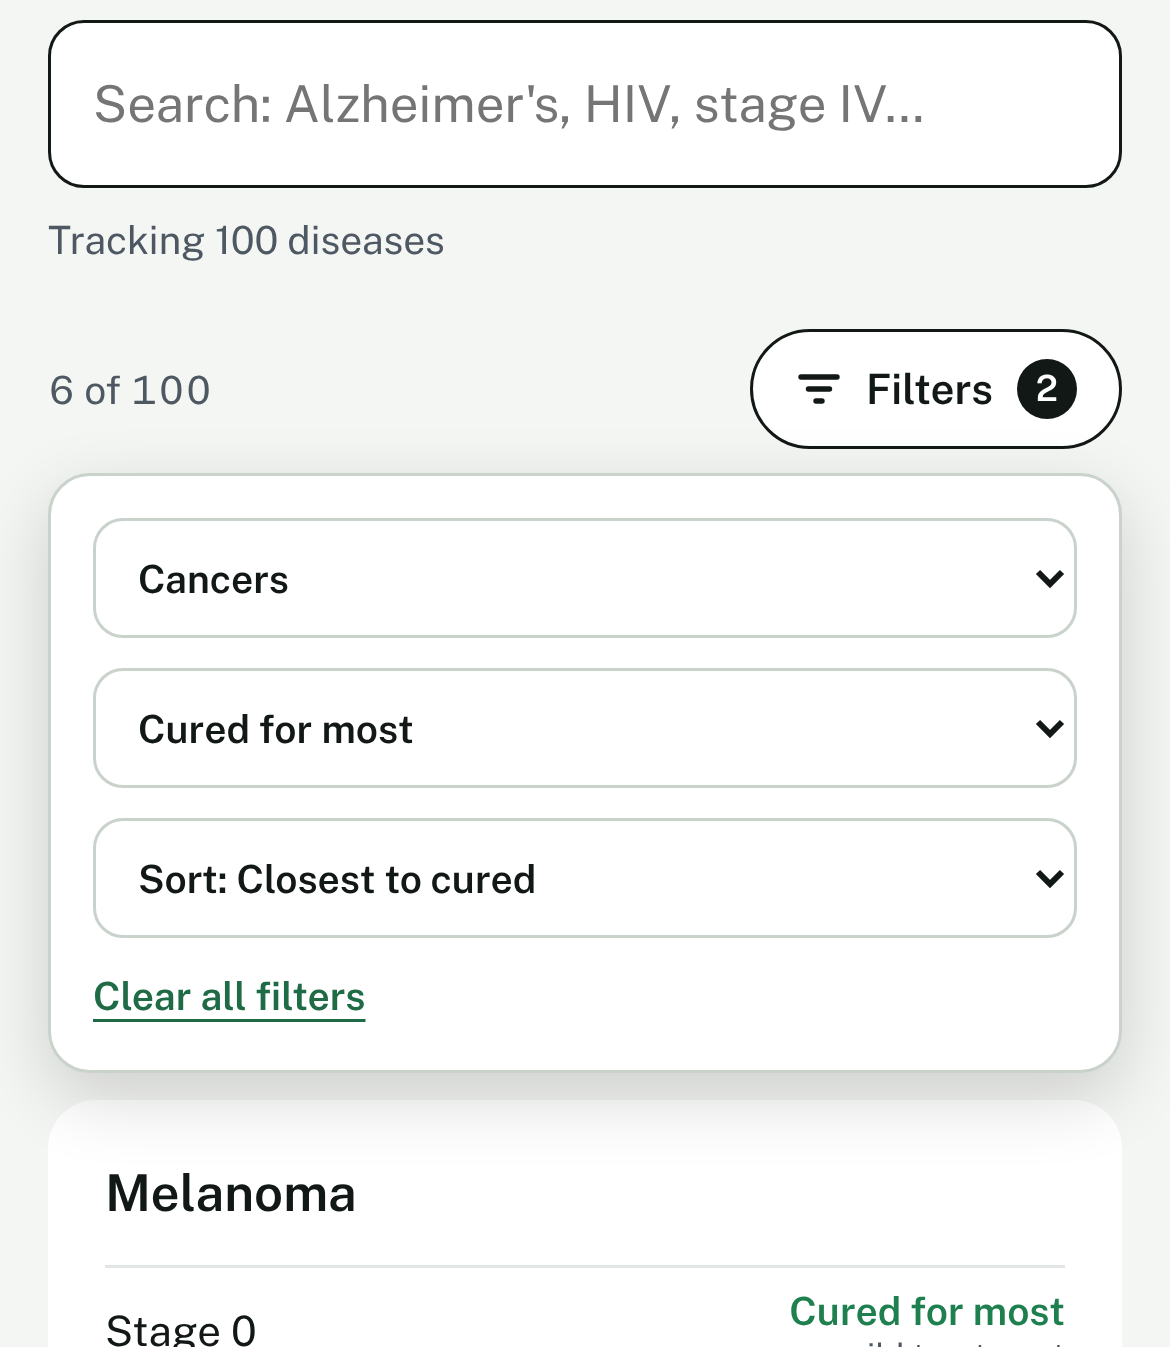 Search: Alzheimer's, HIV, stage IV...
Tracking 100 diseases
6 of 100
Filters 2
Cancers
Cured for most
Sort: Closest to cured
Clear all filters
Melanoma
Cured for most
Stage 0